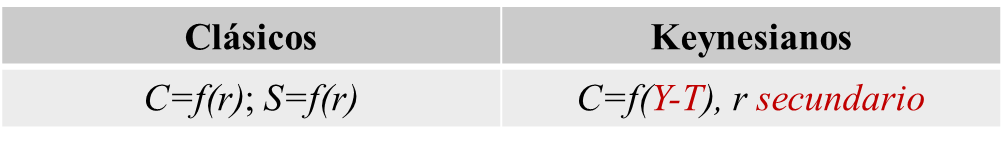 Clásicos Keynesianos
C=f(r); S=f(r) C=f(Y-T), r secundario